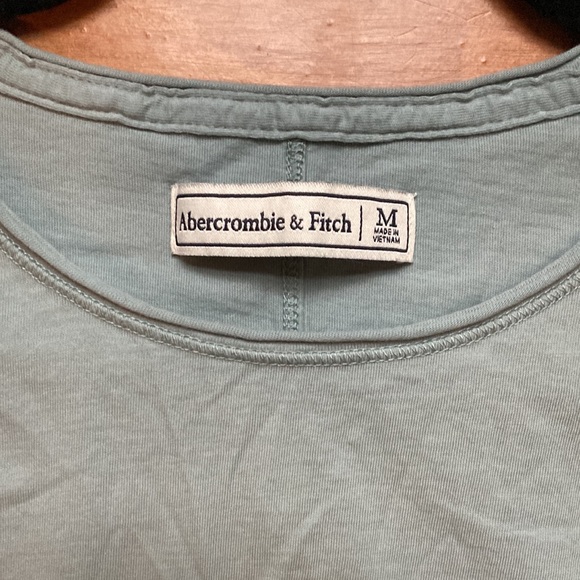 Abercrombie & Fitch | M
MADE IN
VIETNAM